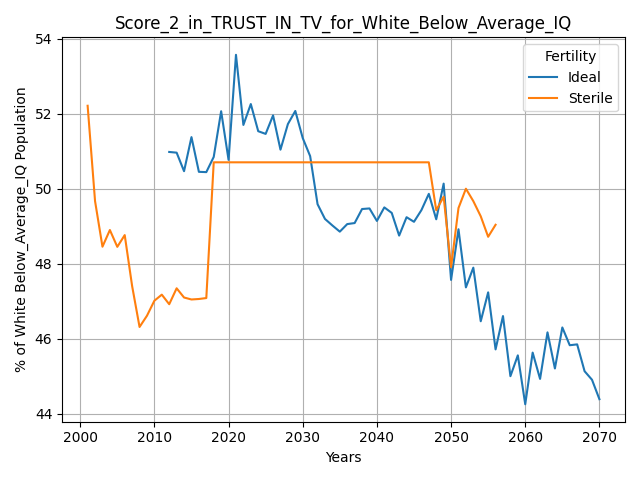 Score_2_in_TRUST_IN_TV_for_White_Below_Average_IQ
% of White Below_Average_IQ Population
54
52
50
48
46
44
Fertility
Ideal
Sterile
2000 2010 2020 2030 2040 2050 2060 2070
Years